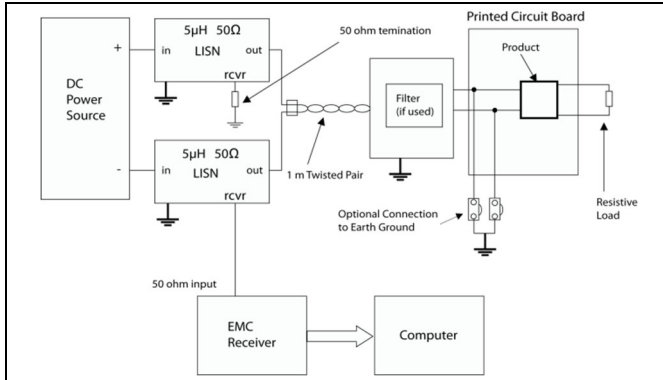 Printed Circuit Board
50 ohm temination
5µH 50Ω
in
out
LISN
rcvr
+
DC
Power
Source
-
Product
Filter
(if used)
5µH 50Ω
in
out
LISN
rcvr
1 m Twisted Pair
Optional Connection
to Earth Ground
Resistive
Load
50 ohm input
EMC
Receiver
Computer